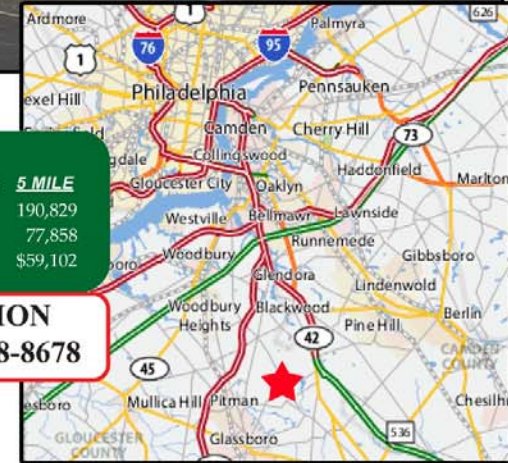 5 MILE
190,829
77,858
$59,102
ION
8-8678
Ardmore
1
626
76
95
Palmyra
1
exel Hill
Philadelphia
Pennsauken
Camden
Cherry Hill
73
Collingswood
Haddonfield
Marlton
Gloucester City
Oaklyn
Westville
Bellmawr
Lawnside
Woodbury
Runnemede
Gibbsboro
Glendora
Lindenwold
Woodbury
Heights
Blackwood
Berlin
42
Pine Hill
CAMDEN
COUNTY
45
Mullica Hill
Pitman
Chesilh
esboro
536
GLOUCESTER
COUNTY
Glassboro